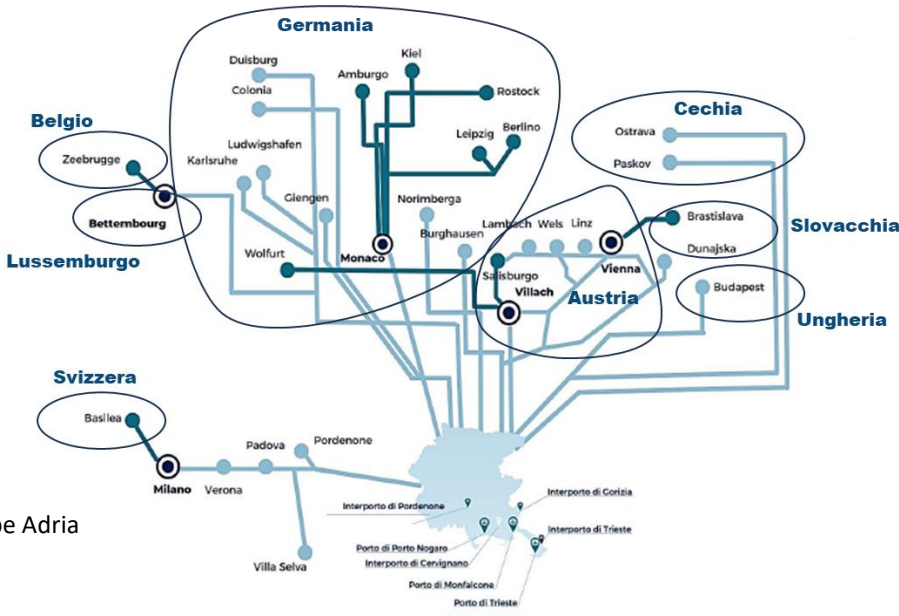 Germania
Kiel
Duisburg
Amburgo
Colonia
Rostock
Cechia
Belgio
Berlino
Leipzig
Ostrava
Zeebrugge
Ludwigshafen
Karlsruhe
Paskov
Giengen
Norimberga
Bettembourg
Lambach
Wels
Linz
Brastislava
Slovacchia
Burghausen
Lussemburgo
Wolfurt
Monaco
Vienna
Dunajska
Salisburgo
Villach
Austria
Budapest
Ungheria
Svizzera
Basilea
Padova
Pordenone
Milano
Verona
Interporto di Gorizia
Interporto di Pordenone
pe Adria
Interporto di Trieste
Porto di Porto Nogaro
Interporto di Cervignano
Villa Selva
Porto di Monfalcone
Porto di Trieste